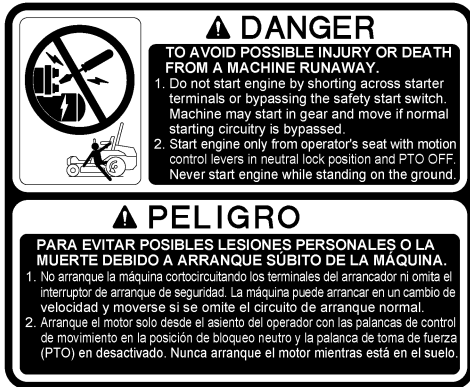 DANGER
TO AVOID POSSIBLE INJURY OR DEATH
FROM A MACHINE RUNAWAY.
1. Do not start engine by shorting across starter
terminals or bypassing the safety start switch.
Machine may start in gear and move if normal
starting circuitry is bypassed.
2. Start engine only from operator's seat with motion
control levers in neutral lock position and PTO OFF.
Never start engine while standing on the ground.
PELIGRO
PARA EVITAR POSIBLES LESIONES PERSONALES O LA
MUERTE DEBIDO A ARRANQUE SÚBITO DE LA MÁQUINA.
1. No arranque la máquina cortocircuitando los terminales del arrancador ni omita el
interruptor de arranque de seguridad. La máquina puede arrancar en un cambio de
velocidad y moverse si se omite el circuito de arranque normal.
2. Arranque el motor solo desde el asiento del operador con las palancas de control
de movimiento en la posición de bloqueo neutro y la palanca de toma de fuerza
(PTO) en desactivado. Nunca arranque el motor mientras está en el suelo.